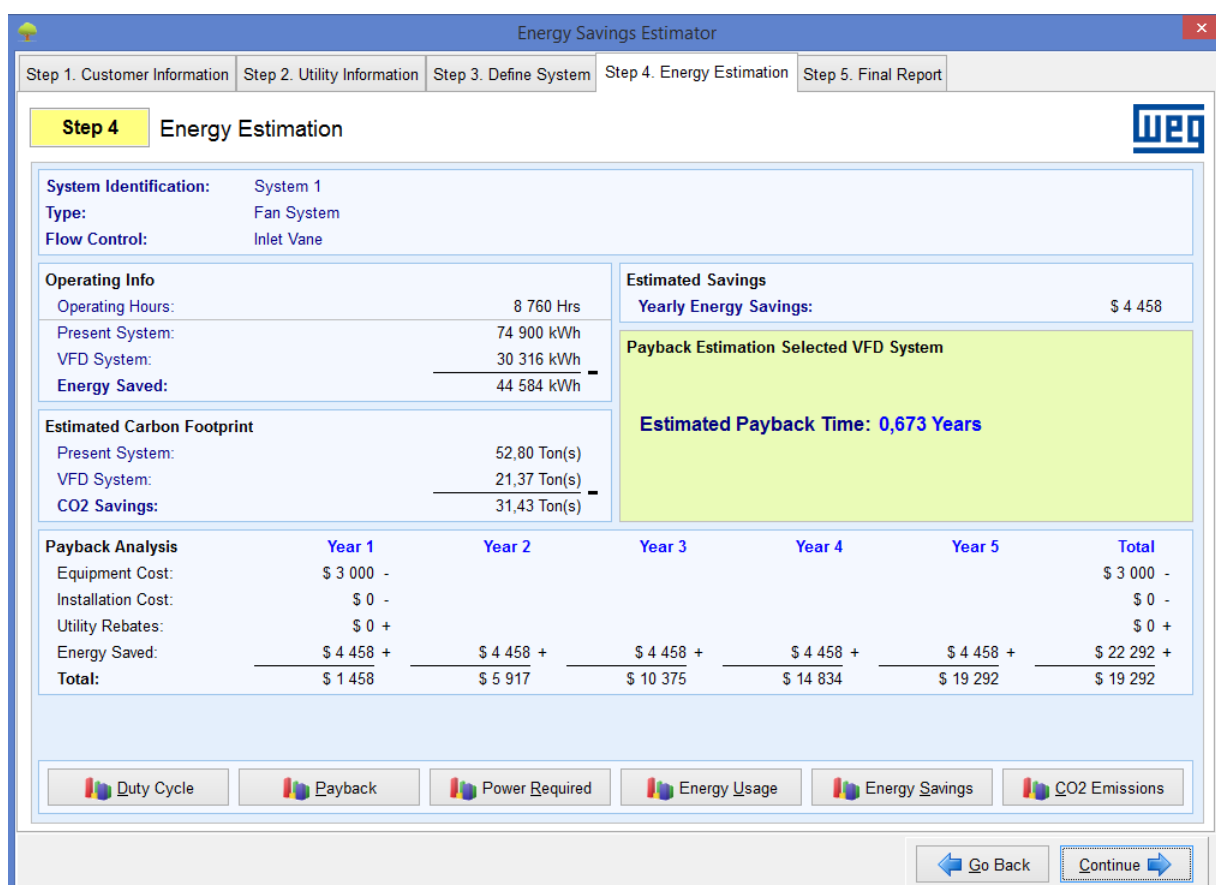 Energy Savings Estimator
Step 1. Customer Information Step 2. Utility Information Step 3. Define System Step 4. Energy Estimation Step 5. Final Report
Step 4 Energy Estimation
weg
System Identification: System 1
Type: Fan System
Flow Control: Inlet Vane
Operating Info
Operating Hours: 8 760 Hrs
Present System: 74 900 kWh
VFD System: 30 316 kWh -
Energy Saved: 44 584 kWh
Estimated Savings
Yearly Energy Savings: $ 4 458
Payback Estimation Selected VFD System
Estimated Payback Time: 0,673 Years
Estimated Carbon Footprint
Present System: 52,80 Ton(s)
VFD System: 21,37 Ton(s) -
CO2 Savings: 31,43 Ton(s)
Payback Analysis Year 1 Year 2 Year 3 Year 4 Year 5 Total
Equipment Cost: $ 3 000 - $ 3 000 -
Installation Cost: $ 0 - $ 0 -
Utility Rebates: $ 0 + $ 0 +
Energy Saved: $ 4 458 + $ 4 458 + $ 4 458 + $ 4 458 + $ 4 458 + $ 22 292 +
Total: $ 1 458 $ 5 917 $ 10 375 $ 14 834 $ 19 292 $ 19 292
Duty Cycle Payback Power Required Energy Usage Energy Savings CO2 Emissions
Go Back Continue